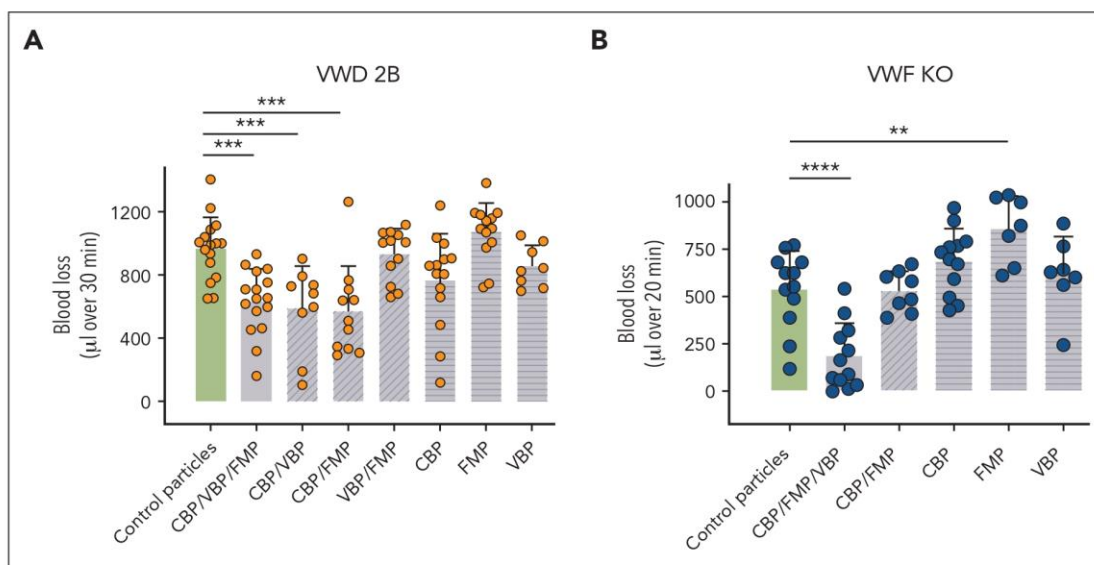 A
VWD 2B
***
***
***
Blood loss
(µl over 30 min)
1200
800
400
0
Control particles
CBP/VBP/FMP
CBP/VBP
CBP/FMP
VBP/FMP
CBP
FMP
VBP
B
VWF KO
**
****
Blood loss
(µl over 20 min)
1000
750
500
250
0
Control particles
CBP/FMP/VBP
CBP/FMP
CBP
FMP
VBP